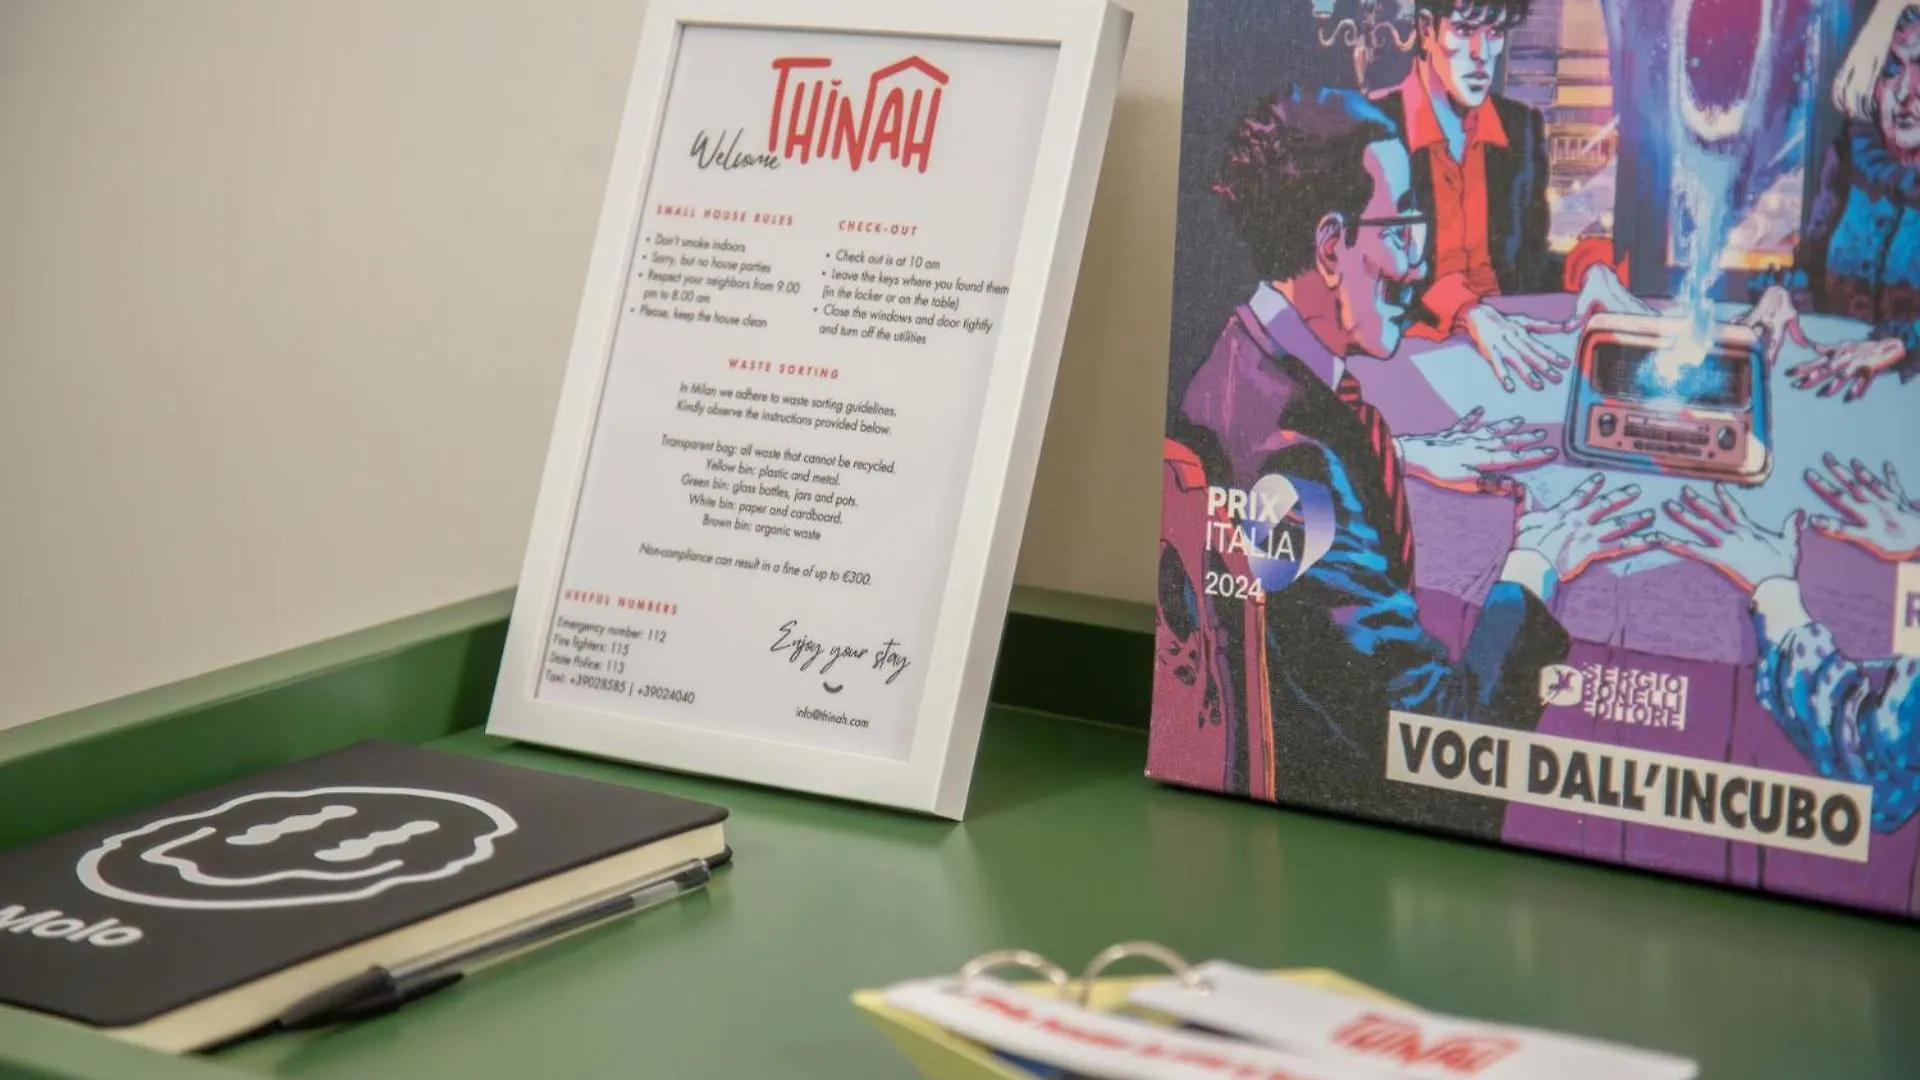 Welcome THINAH
SMALL HOUSE RULES
• Don't smoke indoors
• Sorry, but no house parties
• Respect your neighbors from 9.00
pm to 8.00 am
• Please, keep the house clean
CHECK-OUT
• Check out is at 10 am
• Leave the keys where you found them
(in the locker or on the table)
• Close the windows and door tightly
and turn off the utilities
WASTE SORTING
In Milan we adhere to waste sorting guidelines.
Kindly observe the instructions provided below.
Transparent bag: all waste that cannot be recycled.
Yellow bin: plastic and metal.
Green bin: glass bottles, jars and pots.
White bin: paper and cardboard.
Brown bin: organic waste
Non-compliance can result in a fine of up to €300.
USEFUL NUMBERS
Emergency number: 112
Fire fighters: 115
State Police: 113
Taxi: +39028585 | +39024040
Enjoy your stay
info@thinah.com
PRIX
ITALIA
2024
SERGIO
BONELLI
EDITORE
VOCI DALL'INCUBO
R
Molo
THINAH